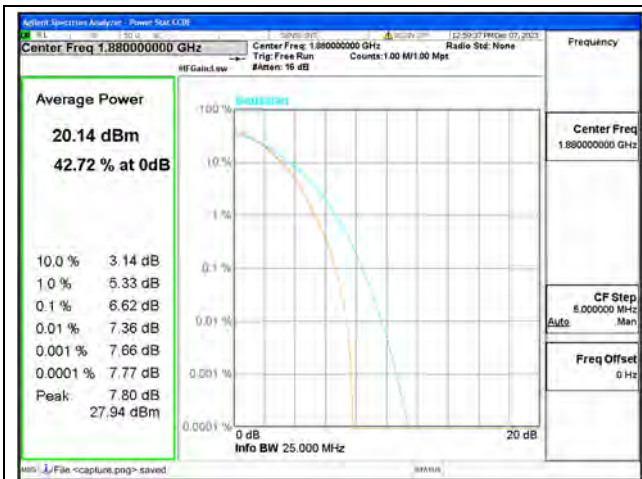 Agilent Spectrum Analyzer - Power Stat CCDF
Center Freq 1.880000000 GHz
Center Freq: 1.880000000 GHz
Trig: Free Run
Counts:1.00 M/1.00 Mpt
#IFGain:Low
#Atten: 16 dB
12:59:37 PM Dec 07, 2023
Radio Std: None
Frequency
Average Power
20.14 dBm
42.72 % at 0dB
10.0 % 3.14 dB
1.0 % 5.33 dB
0.1 % 6.62 dB
0.01 % 7.36 dB
0.001 % 7.66 dB
0.0001 % 7.77 dB
Peak 7.80 dB
27.94 dBm
Gaussian
100 %
10 %
1 %
0.1 %
0.01 %
0.001 %
0.0001 %
0 dB
20 dB
Info BW 25.000 MHz
Center Freq
1.880000000 GHz
CF Step
5.000000 MHz
Auto Man
Freq Offset
0 Hz
MSG
File <capture.png> saved
STATUS